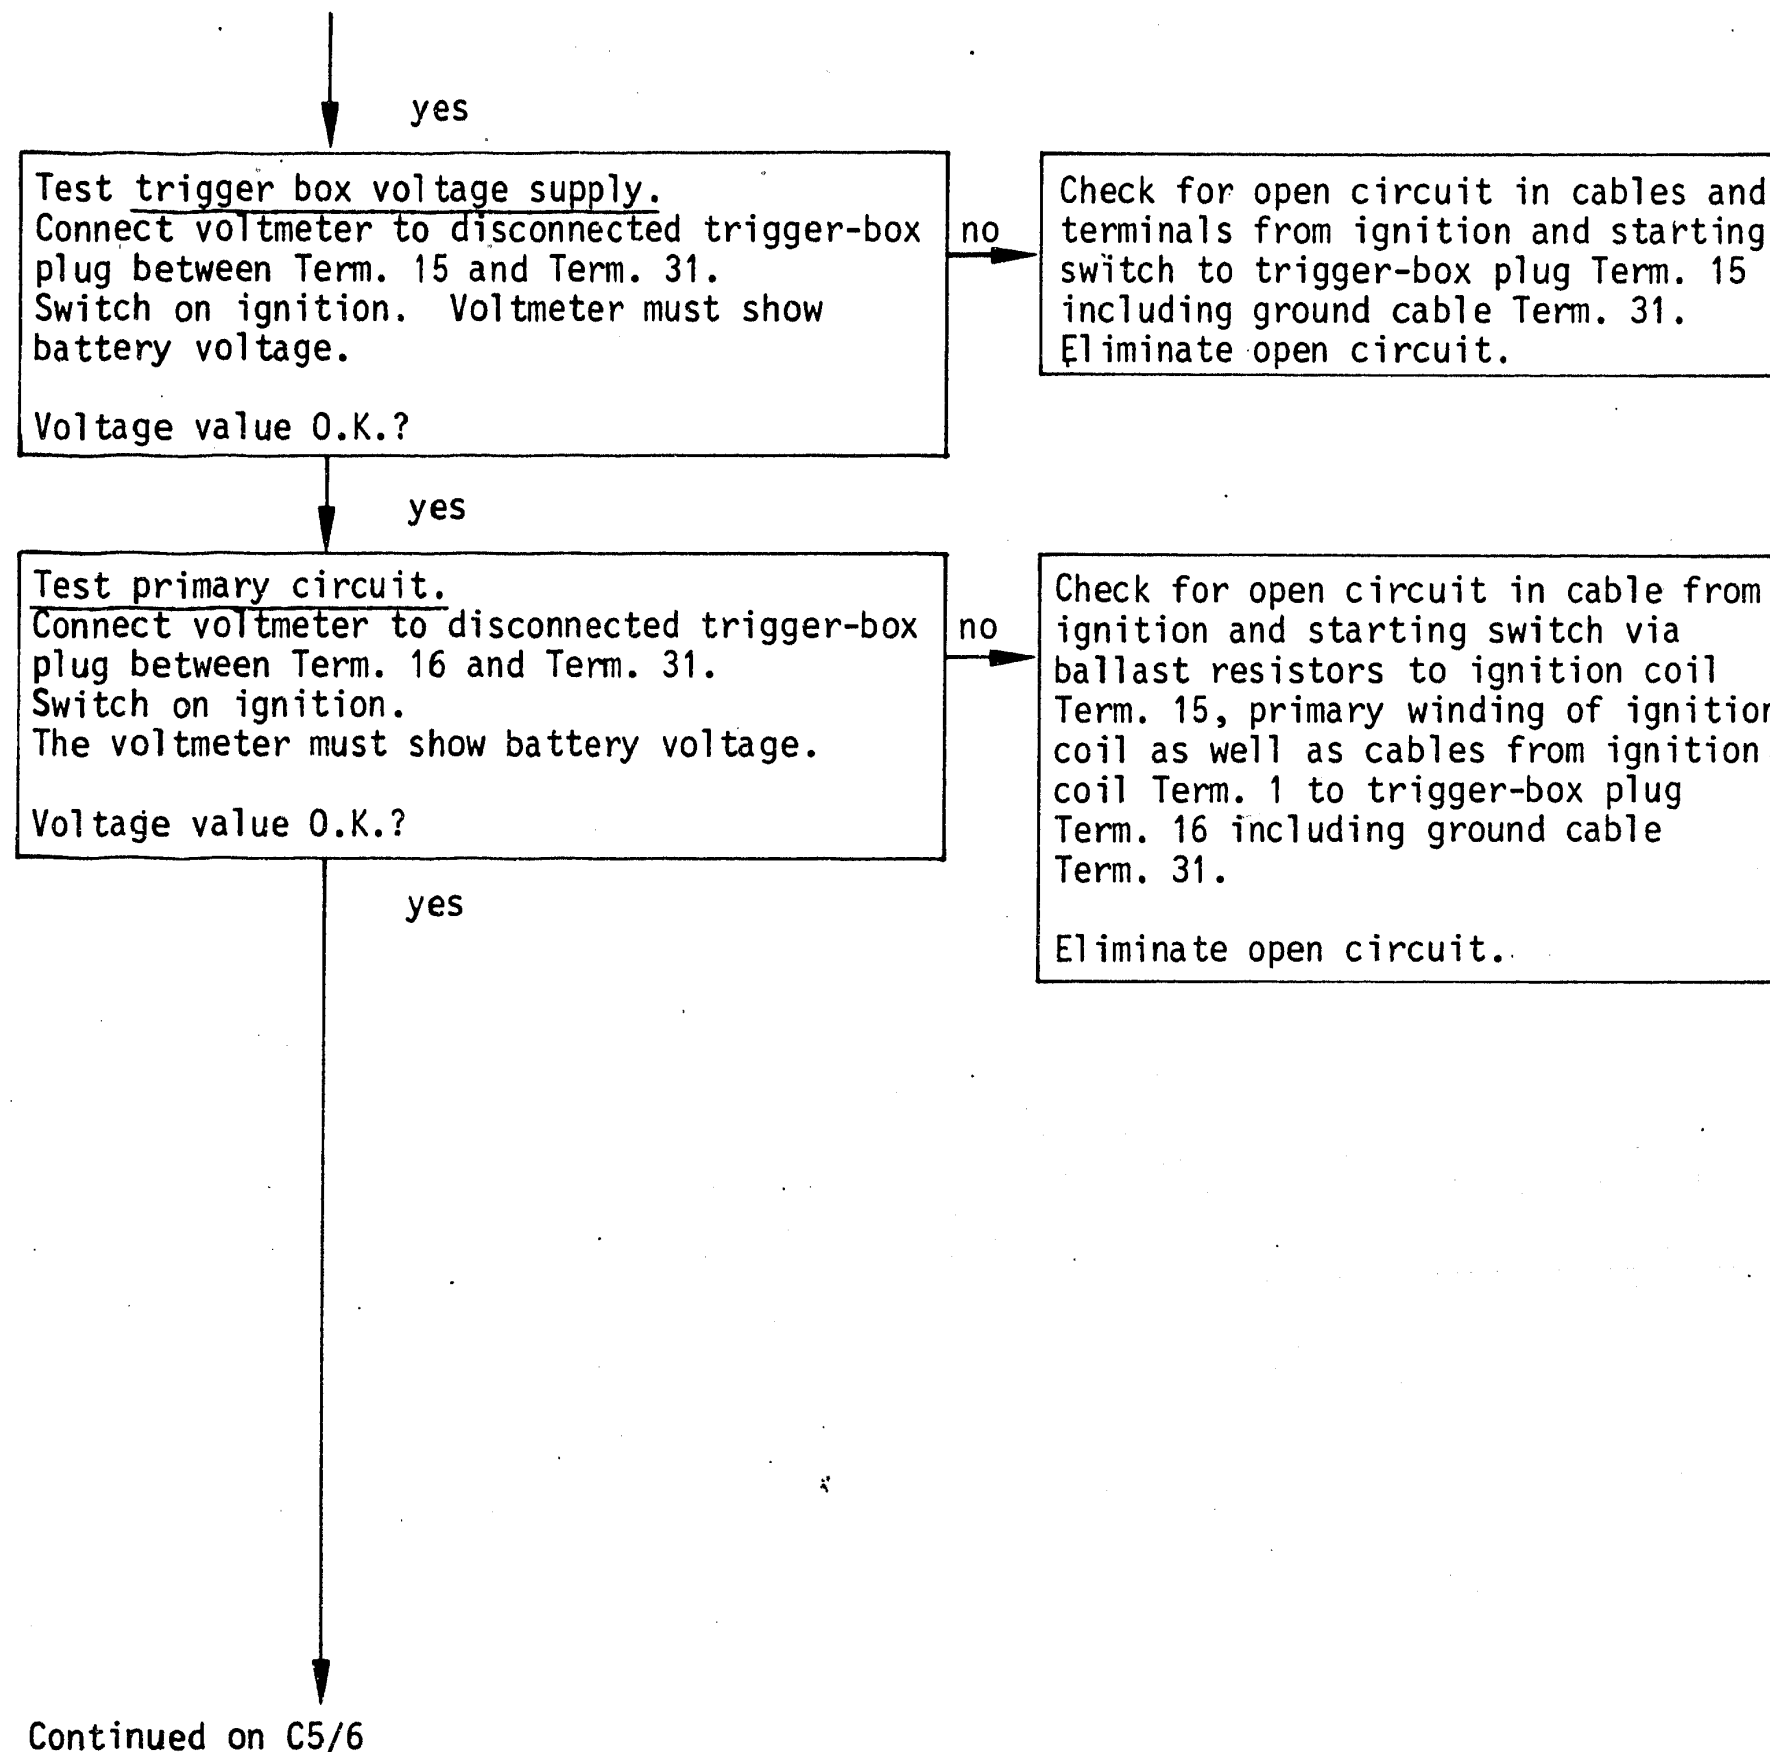 yes
Test trigger box voltage supply.
Connect voltmeter to disconnected trigger-box
plug between Term. 15 and Term. 31.
Switch on ignition. Voltmeter must show
battery voltage.
Voltage value O.K.?
no
Check for open circuit in cables and
terminals from ignition and starting
switch to trigger-box plug Term. 15
including ground cable Term. 31.
Eliminate open circuit.
yes
Test primary circuit.
Connect voltmeter to disconnected trigger-box
plug between Term. 16 and Term. 31.
Switch on ignition.
The voltmeter must show battery voltage.
Voltage value O.K.?
no
Check for open circuit in cable from
ignition and starting switch via
ballast resistors to ignition coil
Term. 15, primary winding of ignition
coil as well as cables from ignition
coil Term. 1 to trigger-box plug
Term. 16 including ground cable
Term. 31.
Eliminate open circuit.
yes
Continued on C5/6